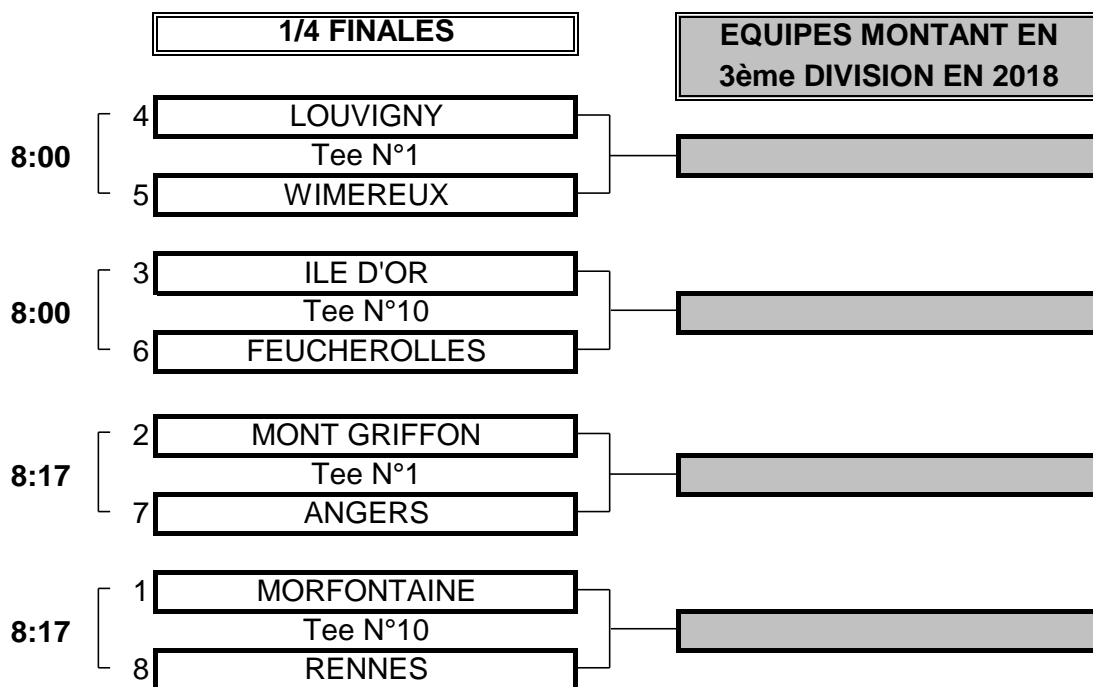 1/4 FINALES
EQUIPES MONTANT EN
3ème DIVISION EN 2018
4 LOUVIGNY
8:00 Tee N°1
5 WIMEREUX
3 ILE D'OR
8:00 Tee N°10
6 FEUCHEROLLES
2 MONT GRIFFON
8:17 Tee N°1
7 ANGERS
1 MORFONTAINE
8:17 Tee N°10
8 RENNES